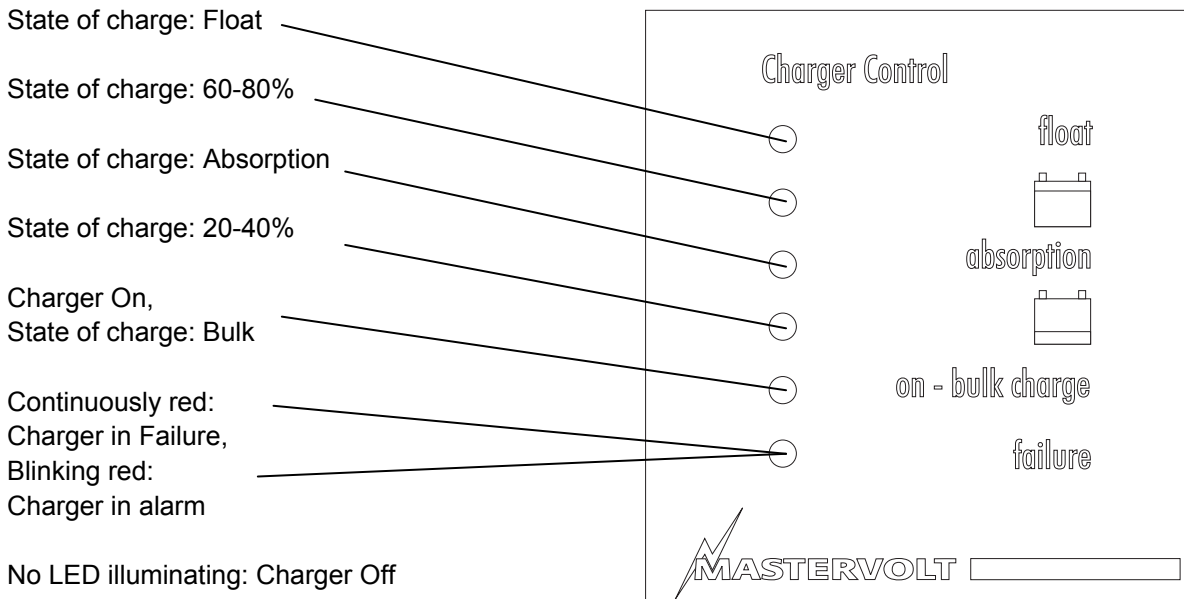 State of charge: Float
State of charge: 60-80%
State of charge: Absorption
State of charge: 20-40%
Charger On,
State of charge: Bulk
Continuously red:
Charger in Failure,
Blinking red:
Charger in alarm
No LED illuminating: Charger Off
Charger Control
float
absorption
on - bulk charge
failure
MASTERVOLT